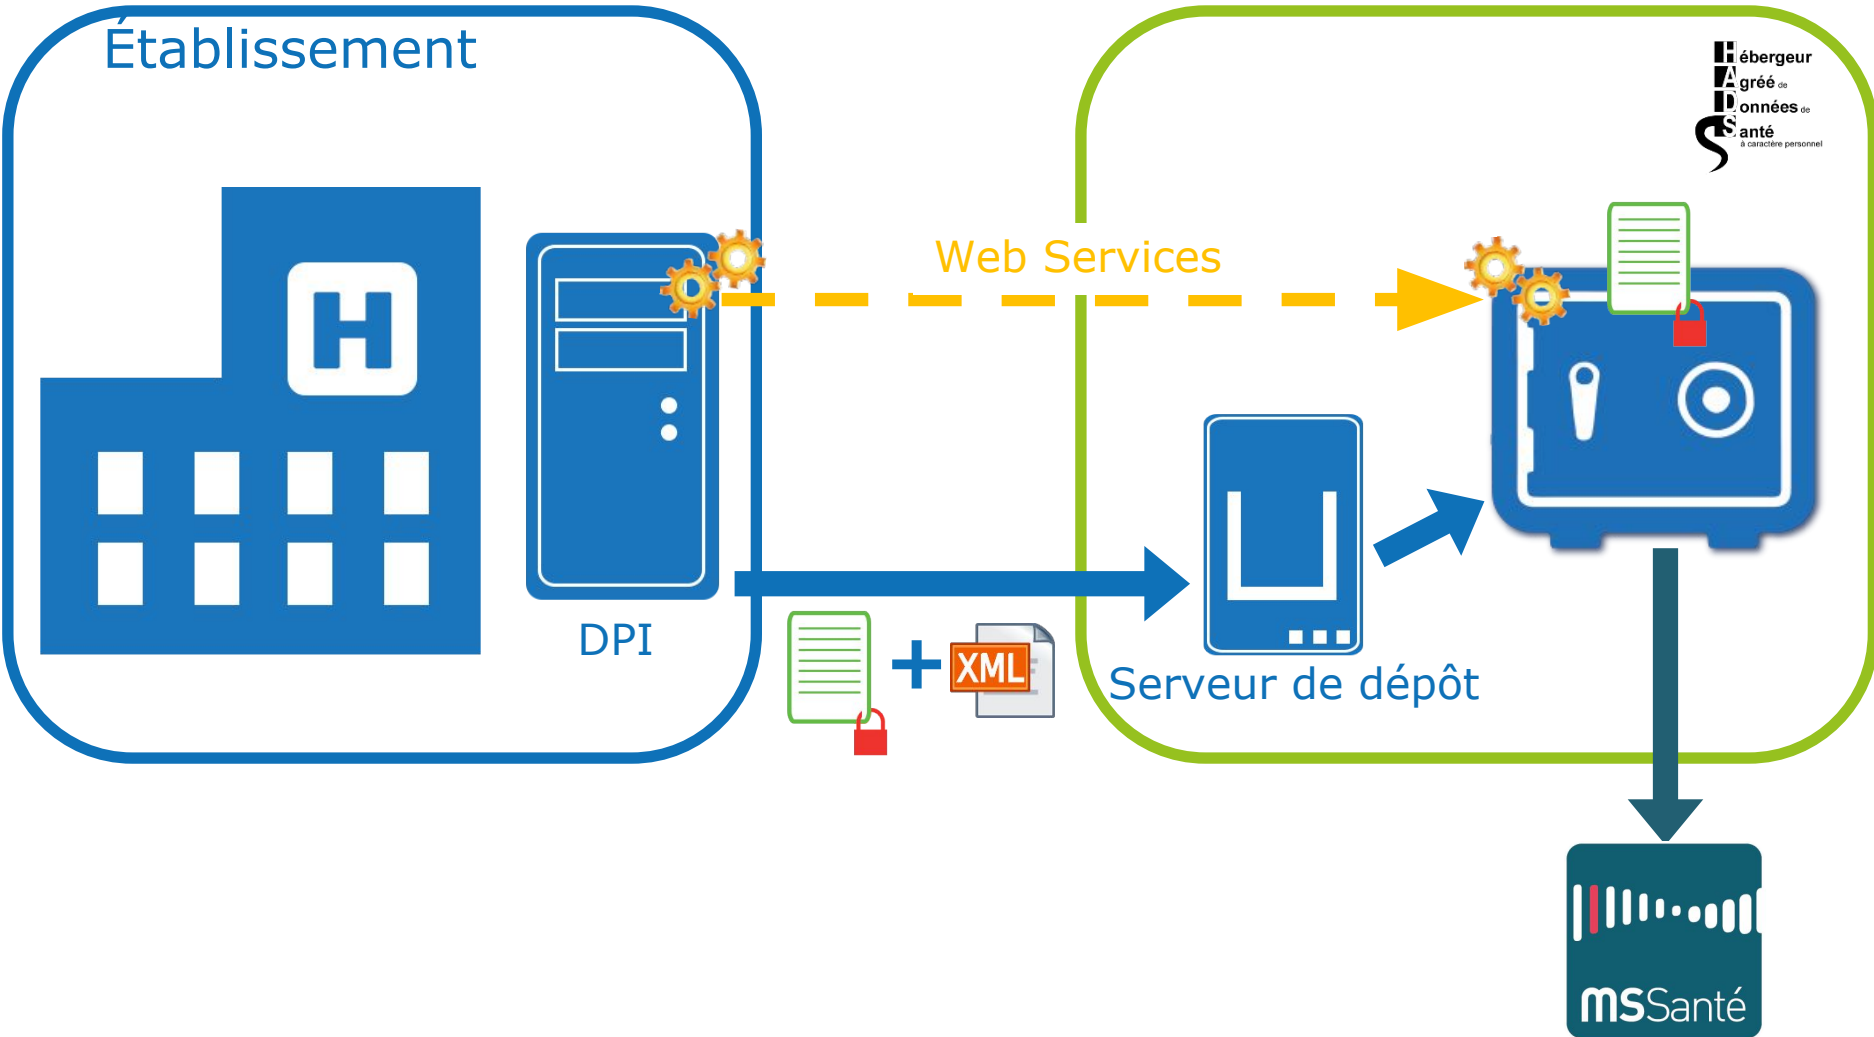 Établissement
Hébergeur
Agréé de
Données de
Santé
à caractère personnel
Web Services
H
DPI
XML
Serveur de dépôt
msSanté